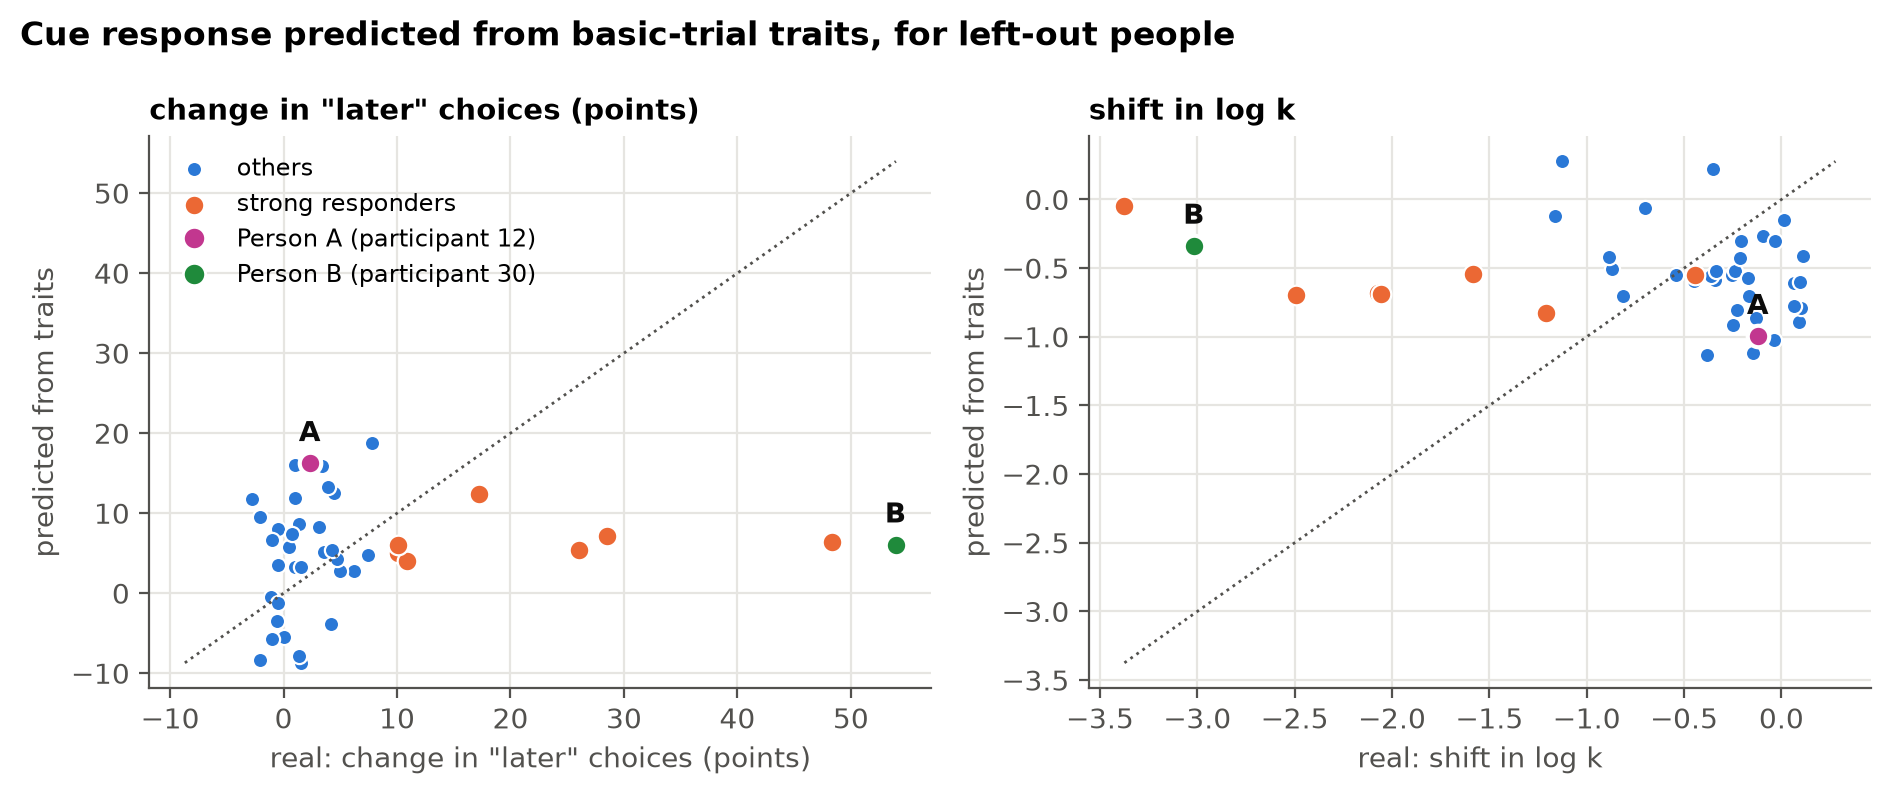 Cue response predicted from basic-trial traits, for left-out people
change in "later" choices (points)
others
strong responders
Person A (participant 12)
Person B (participant 30)
A
B
50
40
30
20
10
0
−10
−10
0
10
20
30
40
50
predicted from traits
real: change in "later" choices (points)
shift in log k
B
A
0.0
−0.5
−1.0
−1.5
−2.0
−2.5
−3.0
−3.5
−3.5
−3.0
−2.5
−2.0
−1.5
−1.0
−0.5
0.0
predicted from traits
real: shift in log k